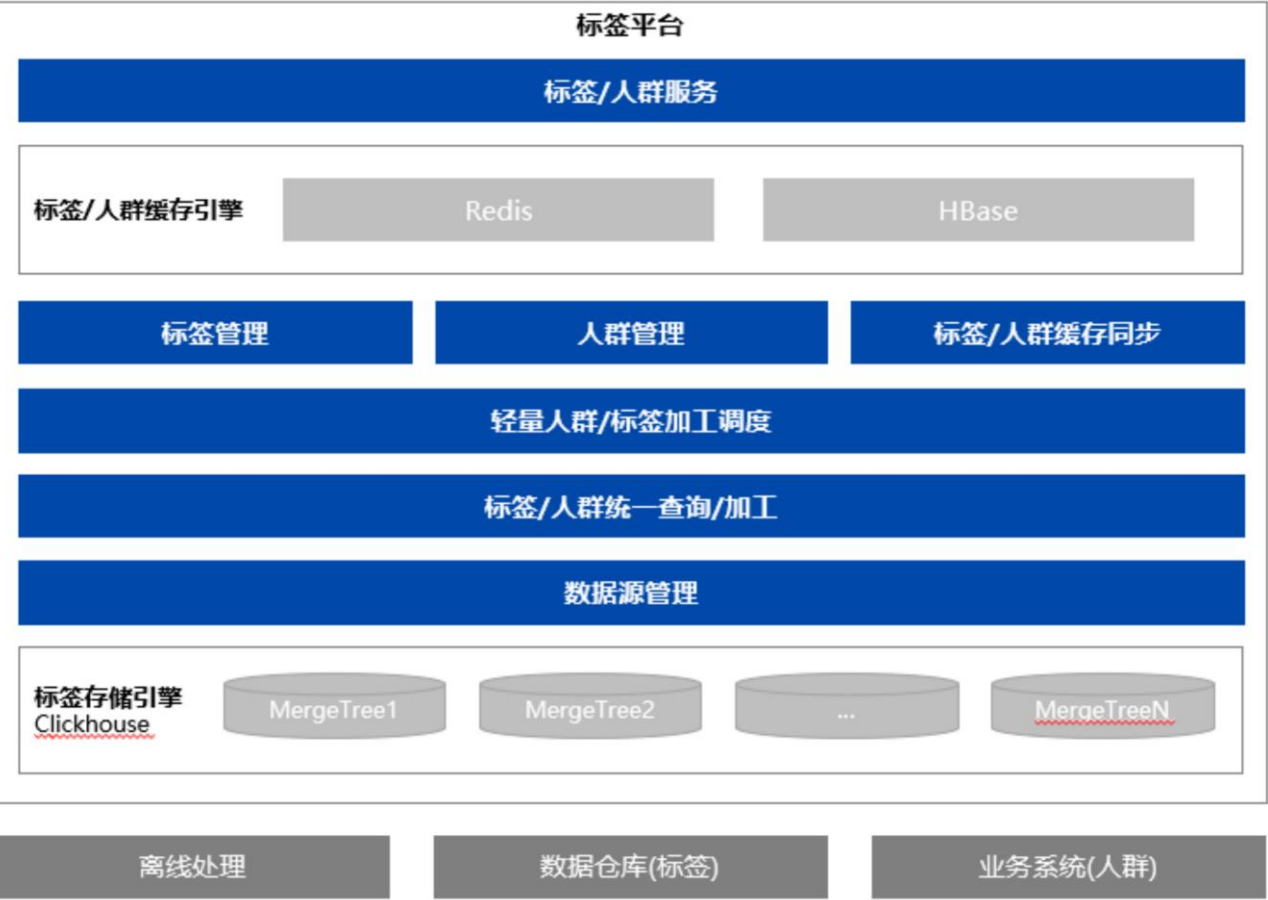 标签平台
标签/人群服务
标签/人群缓存引擎
Redis
HBase
标签管理
人群管理
标签/人群缓存同步
轻量人群/标签加工调度
标签/人群统一查询/加工
数据源管理
标签存储引擎
Clickhouse
MergeTree1
MergeTree2
...
MergeTreeN
离线处理
数据仓库(标签)
业务系统(人群)